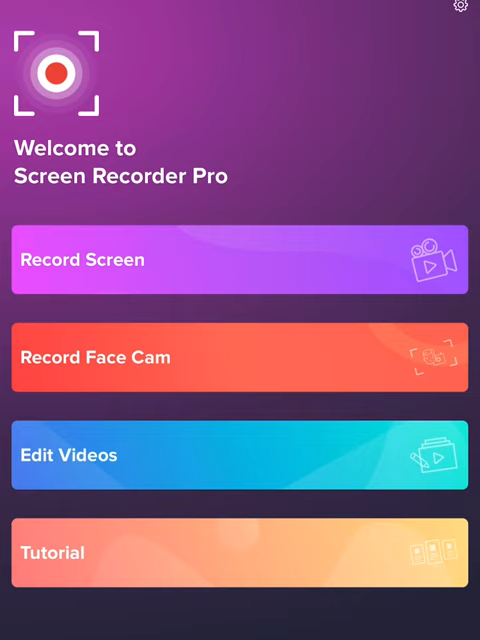 Welcome to
Screen Recorder Pro
Record Screen
Record Face Cam
Edit Videos
Tutorial